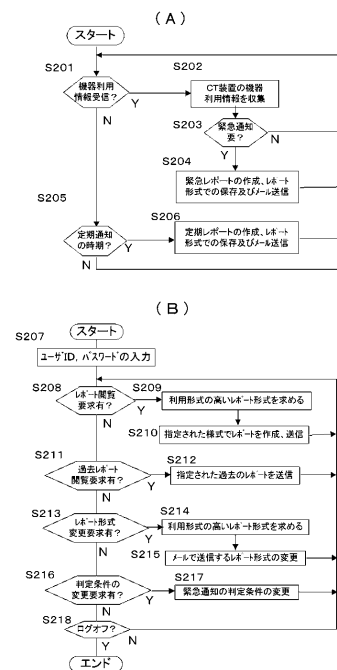 (A)
スタート
S201
S202
機器利用
情報受信?
Y
N
CT装置の機器
利用情報を収集
S203
緊急通知
要?
N
Y
S204
緊急レポートの作成、レポート
形式での保存及びメール送信
S205
定期通知
の時期?
Y
N
S206
定期レポートの作成、レポート
形式での保存及びメール送信
(B)
スタート
S207
ユーザID, パスワードの入力
S208
レポート閲覧
要求有?
Y
N
S209
利用形式の高いレポート形式を求める
S210
指定された様式でレポートを作成、送信
S211
過去レポート
閲覧要求有?
Y
N
S212
指定された過去のレポートを送信
S213
レポート形式
変更要求有?
Y
N
S214
利用形式の高いレポート形式を求める
S215
メールで送信するレポート形式の変更
S216
判定条件の
変更要求有?
Y
N
S217
緊急通知の判定条件の変更
S218
ログオフ?
N
Y
エンド